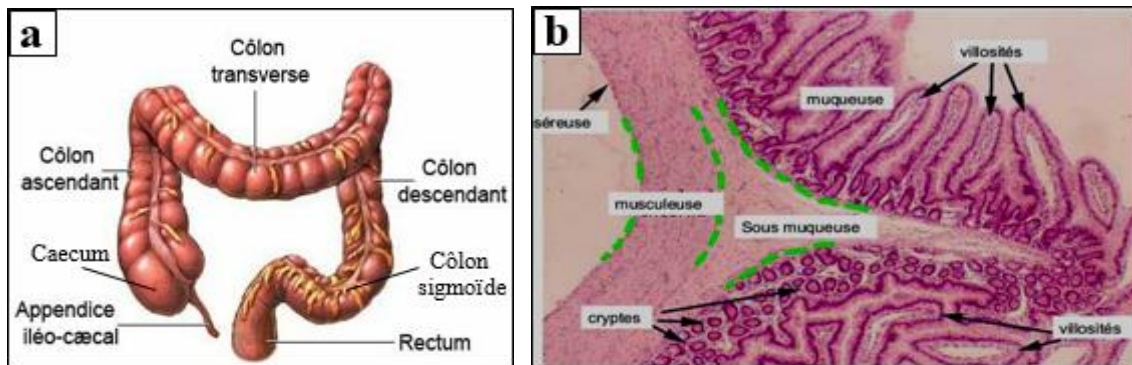 a
Côlon
transverse
Côlon
ascendant
Côlon
descendant
Caecum
Côlon
sigmoïde
Appendice
iléo-cæcal
Rectum
b
villosités
muqueuse
séreuse
musculeuse
Sous muqueuse
cryptes
villosités